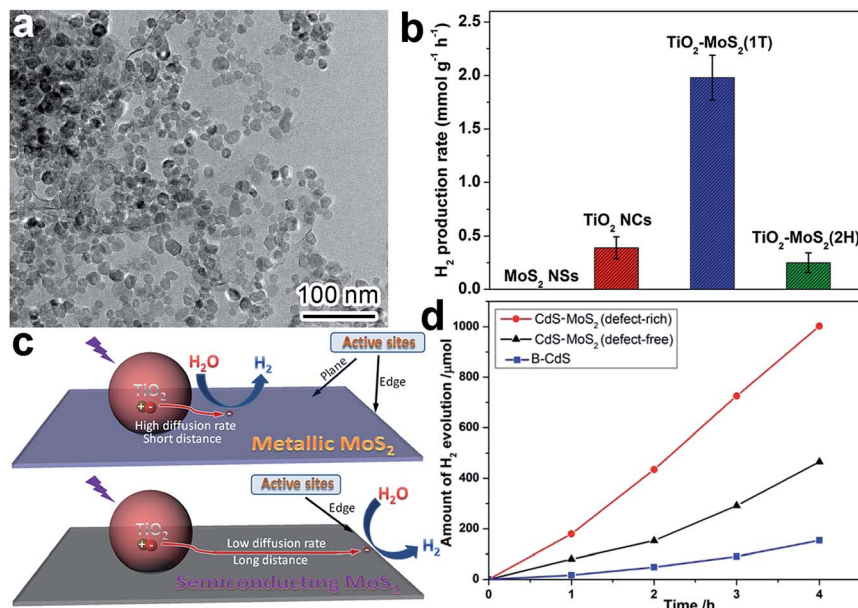 a
100 nm
b
H₂ production rate (mmol g⁻¹ h⁻¹)
2.5
2.0
1.5
1.0
0.5
0.0
MoS₂ NSs
TiO₂ NCs
TiO₂-MoS₂(1T)
TiO₂-MoS₂(2H)
c
Active sites
H₂O
H₂
Plane
Edge
TiO₂
+ -
-
High diffusion rate
Short distance
Metallic MoS₂
Active sites
Edge
H₂O
TiO₂
+ -
Low diffusion rate
-
Long distance
H₂
Semiconducting MoS₂
d
Amount of H₂ evolution /μmol
1000
800
600
400
200
0
CdS-MoS₂ (defect-rich)
CdS-MoS₂ (defect-free)
B-CdS
0 1 2 3 4
Time /h